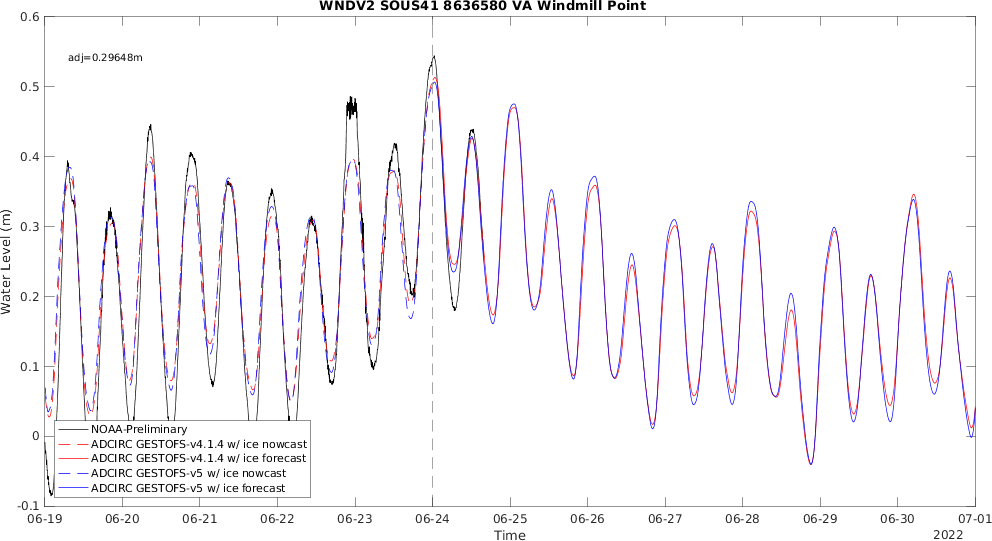 WNDV2 SOUS41 8636580 VA Windmill Point
adj=0.29648m
0.6
0.5
0.4
0.3
0.2
0.1
0
-0.1
Water Level (m)
NOAA-Preliminary
ADCIRC GESTOFS-v4.1.4 w/ ice nowcast
ADCIRC GESTOFS-v4.1.4 w/ ice forecast
ADCIRC GESTOFS-v5 w/ ice nowcast
ADCIRC GESTOFS-v5 w/ ice forecast
06-19 06-20 06-21 06-22 06-23 06-24 06-25 06-26 06-27 06-28 06-29 06-30 07-01
Time
2022